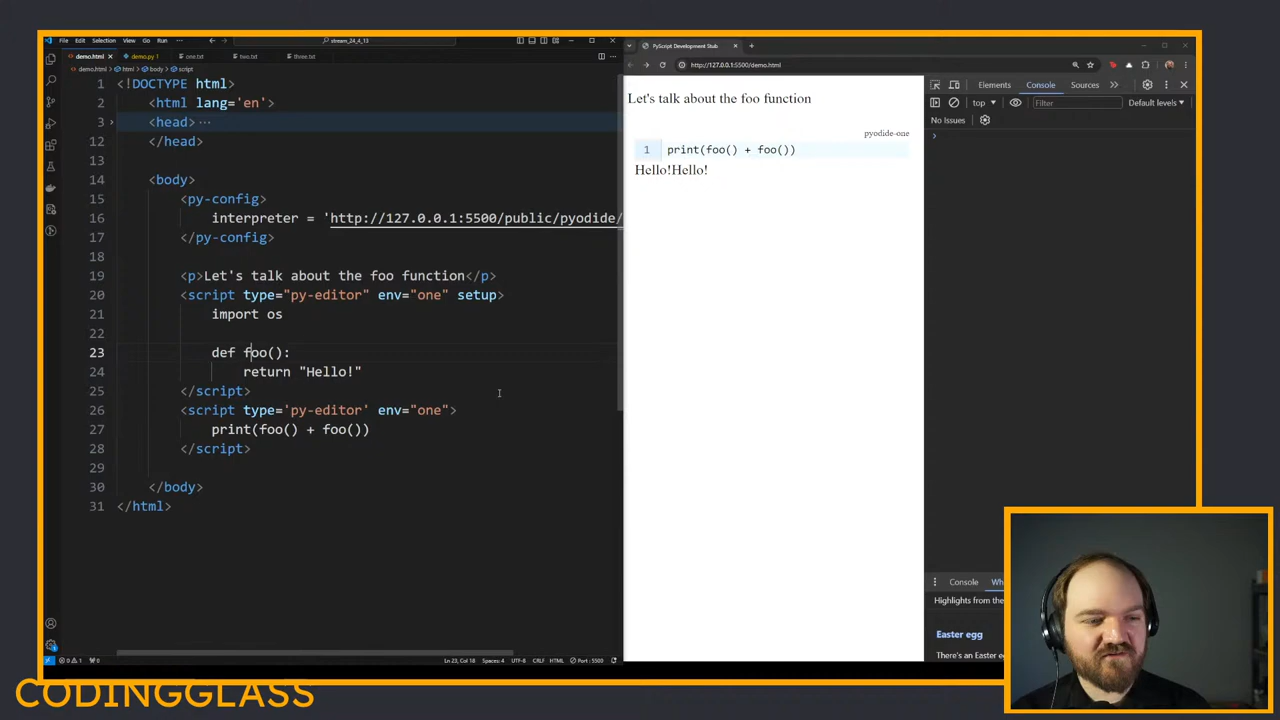 File Edit Selection View Go Run ···
stream_24_4_13
demo.html
demo.py 1
one.txt
two.txt
three.txt
demo.html > html > body > script
1 <!DOCTYPE html>
2 <html lang='en'>
3 <head> ···
12 </head>
13
14 <body>
15 <py-config>
16 interpreter = 'http://127.0.0.1:5500/public/pyodide/
17 </py-config>
18
19 <p>Let's talk about the foo function</p>
20 <script type="py-editor" env="one" setup>
21 import os
22
23 def foo():
24 return "Hello!"
25 </script>
26 <script type='py-editor' env="one">
27 print(foo() + foo())
28 </script>
29
30 </body>
31 </html>
Ln 23, Col 18 Spaces: 4 UTF-8 CRLF HTML Port : 5500
PyScript Development Stub
http://127.0.0.1:5500/demo.html
Let's talk about the foo function
pyodide-one
1 print(foo() + foo())
Hello!Hello!
Elements Console Sources
top Filter Default levels
No Issues
Console
Highlights from the
Easter egg
There's an Easter eg
CODINGGLASS